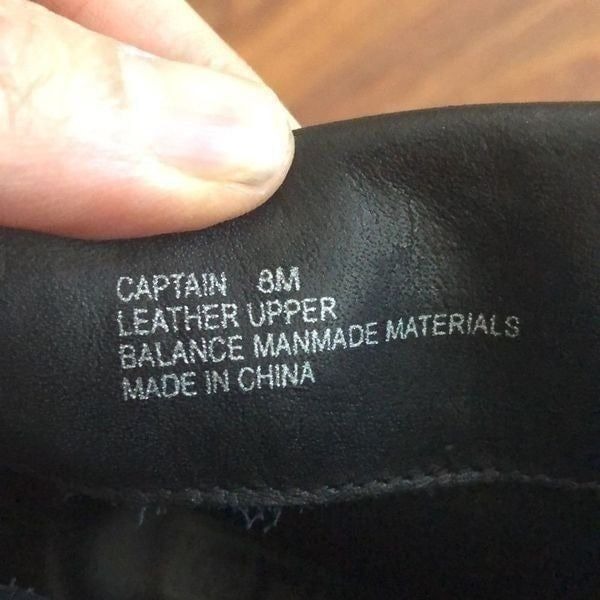 CAPTAIN 8M
LEATHER UPPER
BALANCE MANMADE MATERIALS
MADE IN CHINA